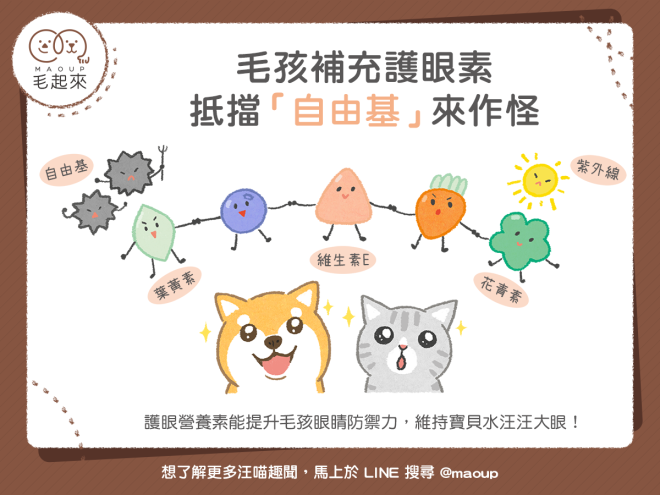 MAOUP
毛起來
毛孩補充護眼素
抵擋「自由基」來作怪
自由基
紫外線
維生素E
葉黃素
花青素
護眼營養素能提升毛孩眼睛防禦力，維持寶貝水汪汪大眼！
想了解更多汪喵趣聞，馬上於 LINE 搜尋 @maoup